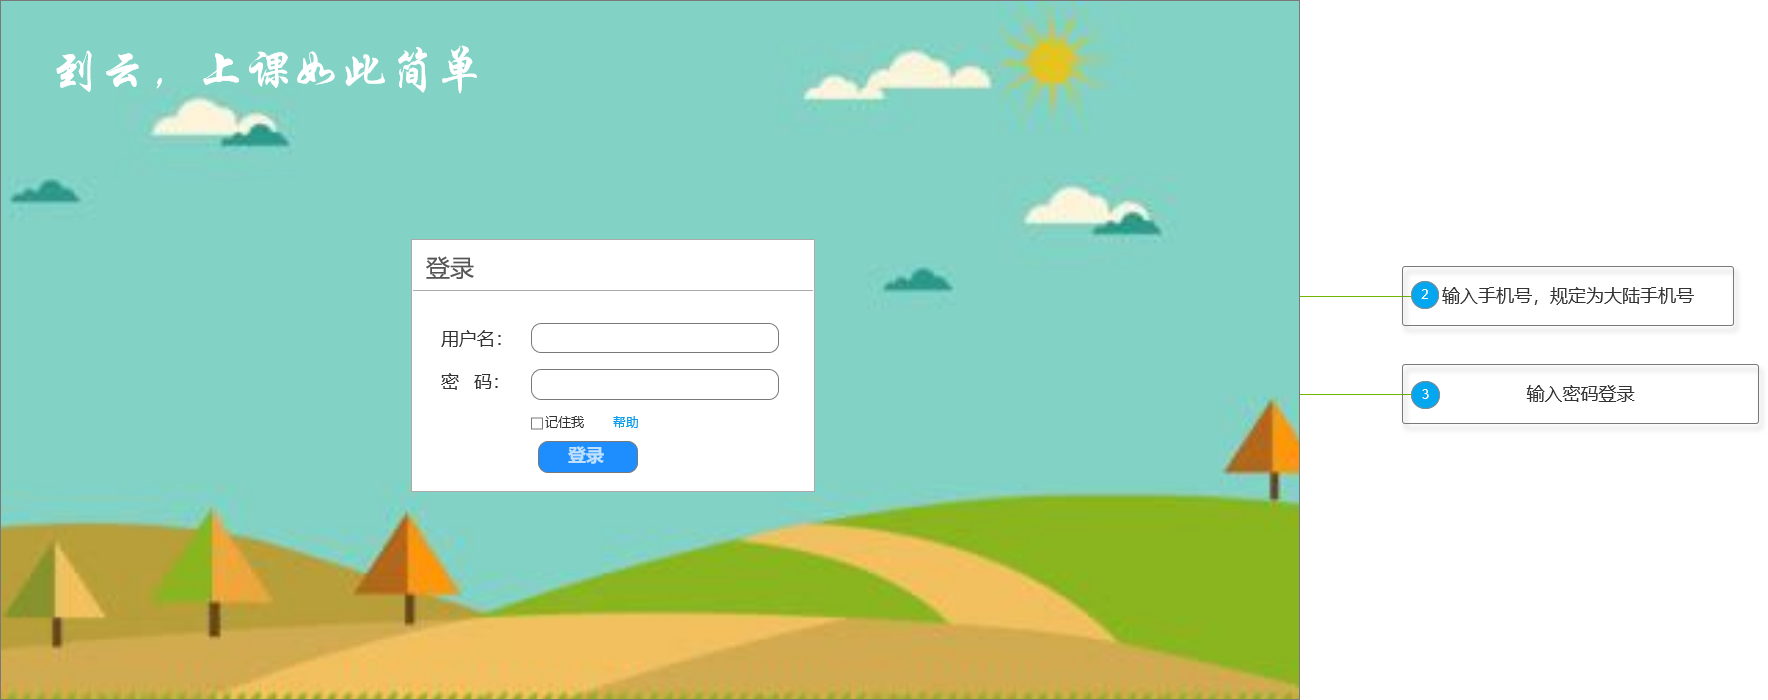 到云，上课如此简单
登录
用户名：
密 码：
记住我 帮助
登录
2 输入手机号，规定为大陆手机号
3 输入密码登录